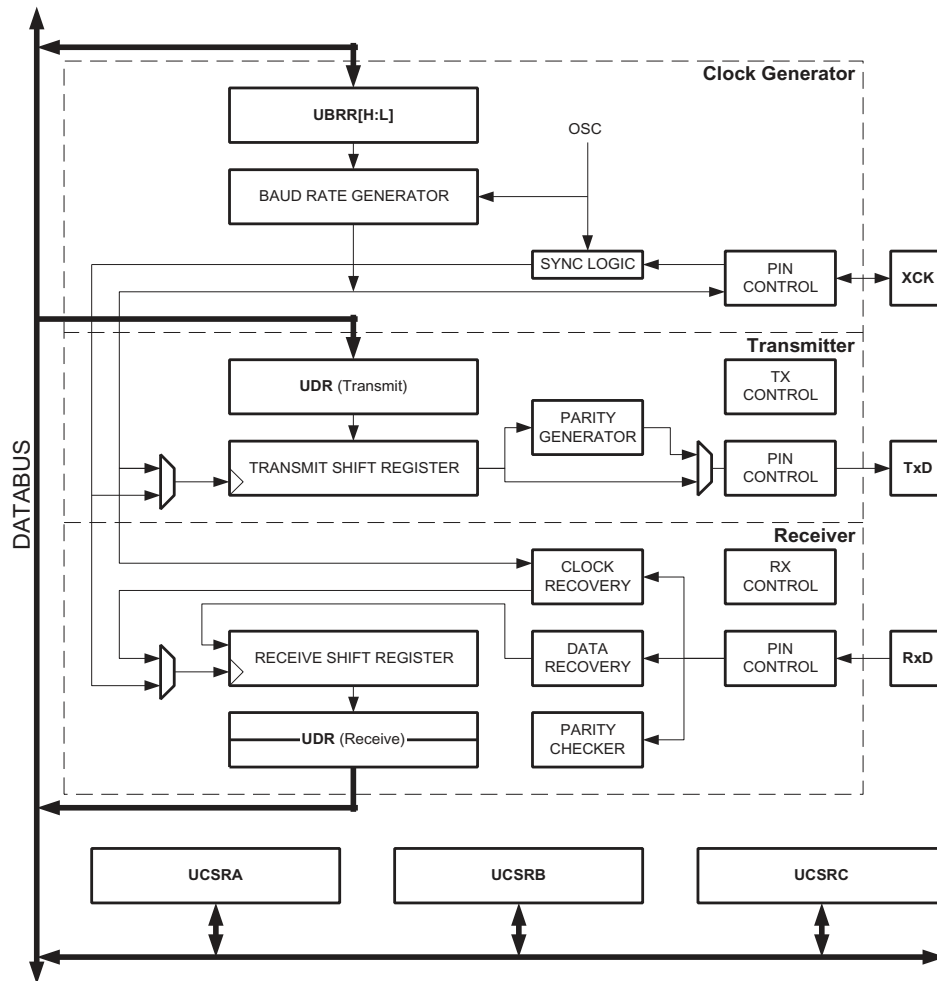 Clock Generator
UBRR[H:L]
OSC
BAUD RATE GENERATOR
SYNC LOGIC
PIN
CONTROL
XCK
Transmitter
UDR (Transmit)
TX
CONTROL
PARITY
GENERATOR
TRANSMIT SHIFT REGISTER
PIN
CONTROL
TxD
DATABUS
Receiver
CLOCK
RECOVERY
RX
CONTROL
RECEIVE SHIFT REGISTER
DATA
RECOVERY
PIN
CONTROL
RxD
UDR (Receive)
PARITY
CHECKER
UCSRA
UCSRB
UCSRC